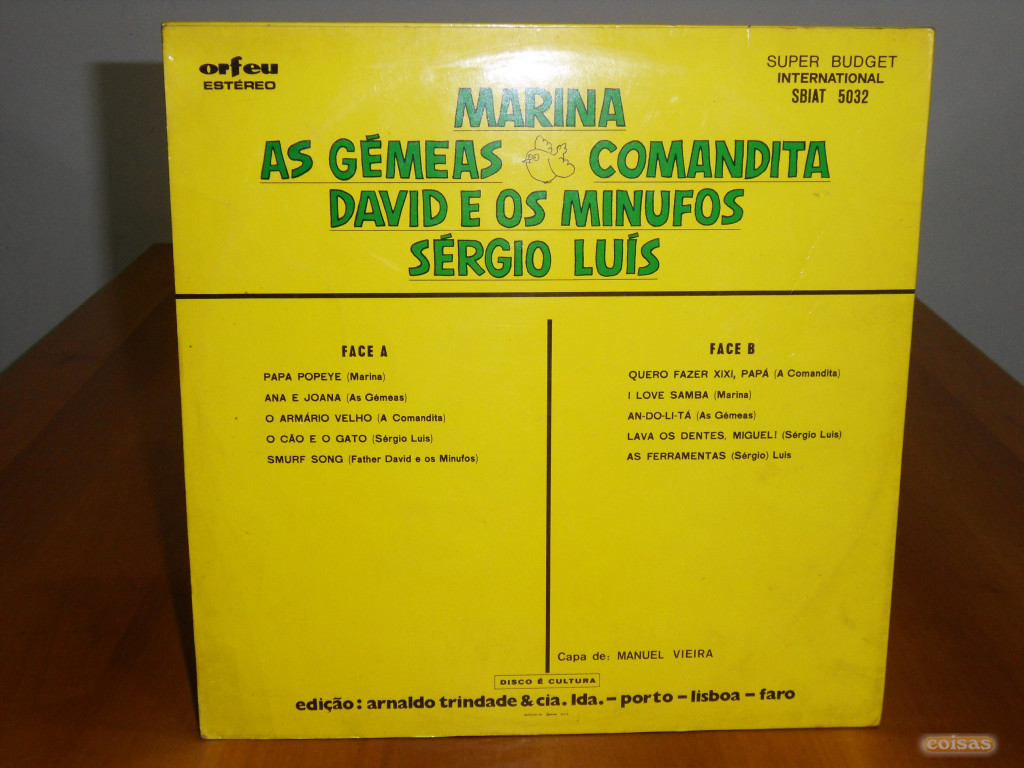 orfeu
ESTÉREO
SUPER BUDGET
INTERNATIONAL
SBIAT 5032
MARINA
AS GÉMEAS COMANDITA
DAVID E OS MINUFOS
SÉRGIO LUÍS
FACE A
PAPA POPEYE (Marina)
ANA E JOANA (As Gémeas)
O ARMÁRIO VELHO (A Comandita)
O CÃO E O GATO (Sérgio Luis)
SMURF SONG (Father David e os Minufos)
FACE B
QUERO FAZER XIXI, PAPÁ (A Comandita)
I LOVE SAMBA (Marina)
AN-DO-LI-TÁ (As Gémeas)
LAVA OS DENTES, MIGUEL! (Sérgio Luis)
AS FERRAMENTAS (Sérgio) Luis
Capa de: MANUEL VIEIRA
DISCO É CULTURA
edição: arnaldo trindade & cia. lda. – porto – lisboa – faro
coisas